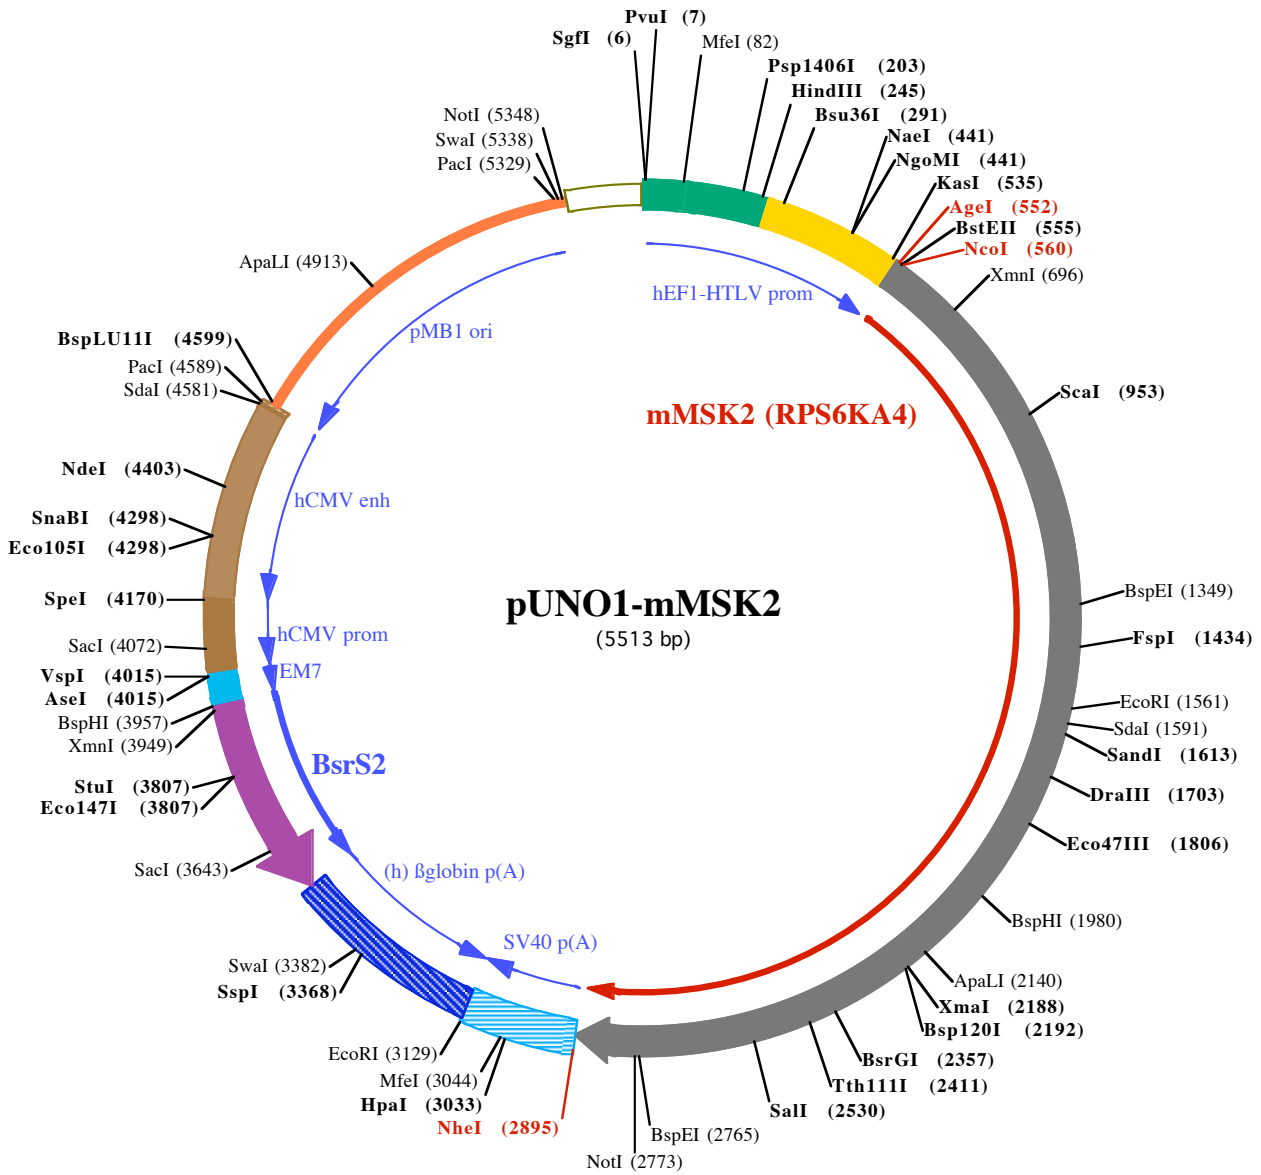 PvuI (7)
SgfI (6)
MfeI (82)
Psp1406I (203)
HindIII (245)
Bsu36I (291)
NaeI (441)
NgoMI (441)
KasI (535)
AgeI (552)
BstEII (555)
NcoI (560)
XmnI (696)
ScaI (953)
BspEI (1349)
FspI (1434)
EcoRI (1561)
SdaI (1591)
SandI (1613)
DraIII (1703)
Eco47III (1806)
BspHI (1980)
ApaLI (2140)
XmaI (2188)
Bsp120I (2192)
BsrGI (2357)
Tth111I (2411)
SalI (2530)
BspEI (2765)
NotI (2773)
NheI (2895)
HpaI (3033)
MfeI (3044)
EcoRI (3129)
SspI (3368)
SwaI (3382)
SacI (3643)
Eco147I (3807)
StuI (3807)
XmnI (3949)
BspHI (3957)
AseI (4015)
VspI (4015)
SacI (4072)
SpeI (4170)
Eco105I (4298)
SnaBI (4298)
NdeI (4403)
SdaI (4581)
PacI (4589)
BspLU11I (4599)
ApaLI (4913)
PacI (5329)
SwaI (5338)
NotI (5348)
hEF1-HTLV prom
pMB1 ori
mMSK2 (RPS6KA4)
hCMV enh
pUNO1-mMSK2
(5513 bp)
hCMV prom
EM7
BsrS2
(h) ßglobin p(A)
SV40 p(A)